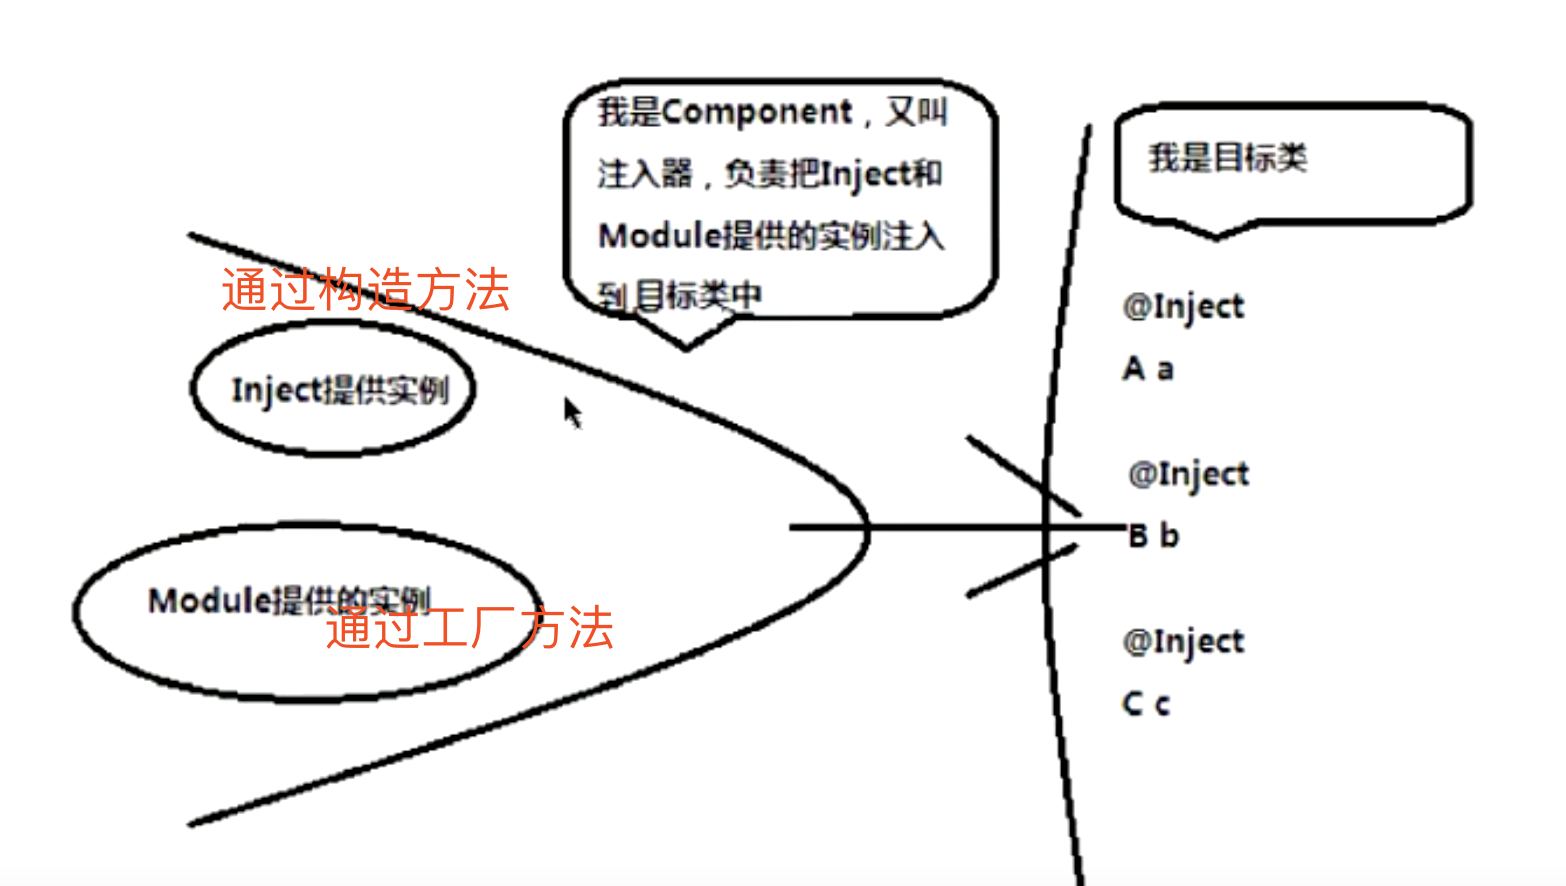 我是Component，又叫
注入器，负责把Inject和
Module提供的实例注入
到目标类中
我是目标类
通过构造方法
Inject提供实例
Module提供的实例
通过工厂方法
@Inject
A a
@Inject
B b
@Inject
C c